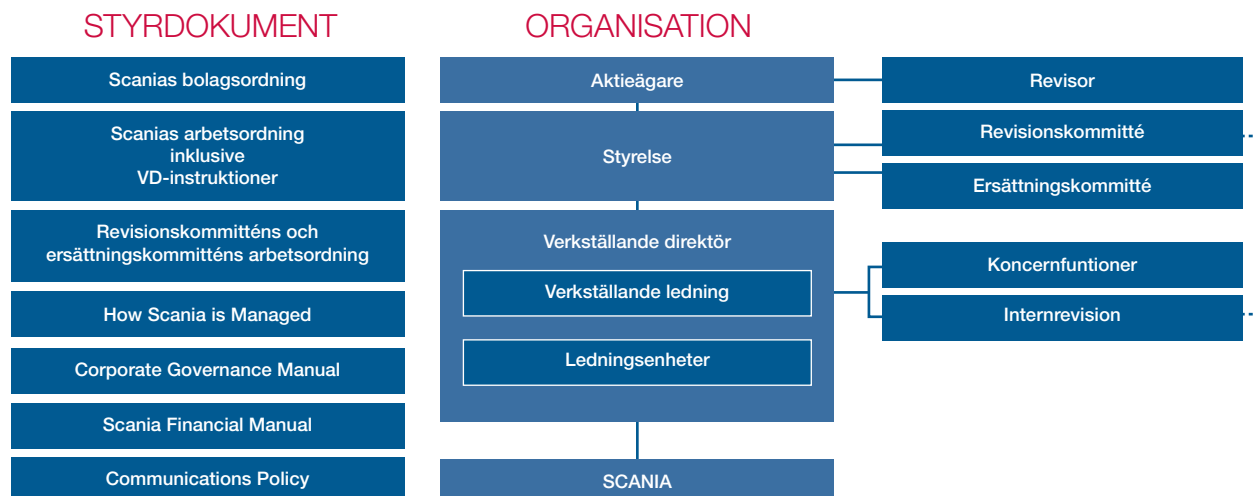 STYRDOKUMENT
Scanias bolagsordning
Scanias arbetsordning
inklusive
VD-instruktioner
Revisionskommitténs och
ersättningskommitténs arbetsordning
How Scania is Managed
Corporate Governance Manual
Scania Financial Manual
Communications Policy
ORGANISATION
Aktieägare
Styrelse
Verkställande direktör
Verkställande ledning
Ledningsenheter
SCANIA
Revisor
Revisionskommitté
Ersättningskommitté
Koncernfuntioner
Internrevision